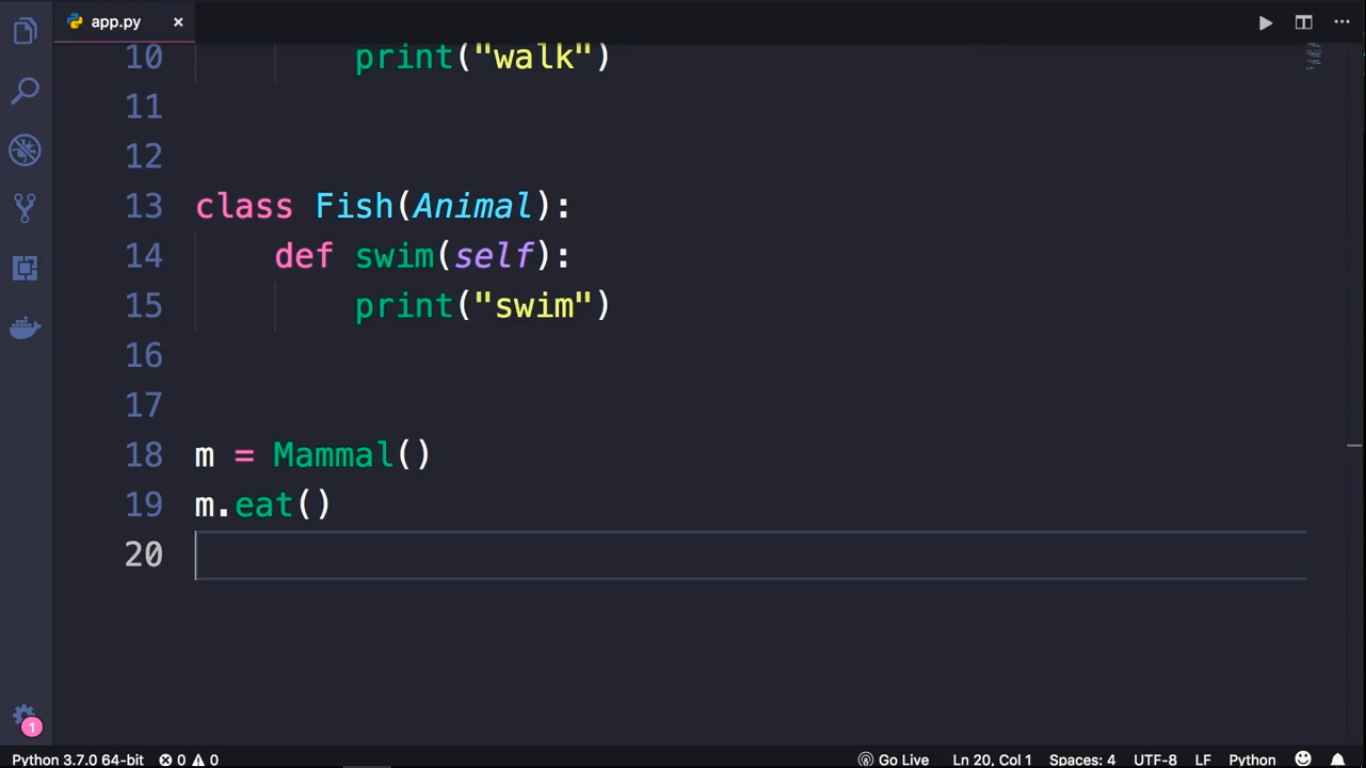 app.py ×
10 print("walk")
11
12
13 class Fish(Animal):
14 def swim(self):
15 print("swim")
16
17
18 m = Mammal()
19 m.eat()
20
1
Python 3.7.0 64-bit 0 0 Go Live Ln 20, Col 1 Spaces: 4 UTF-8 LF Python